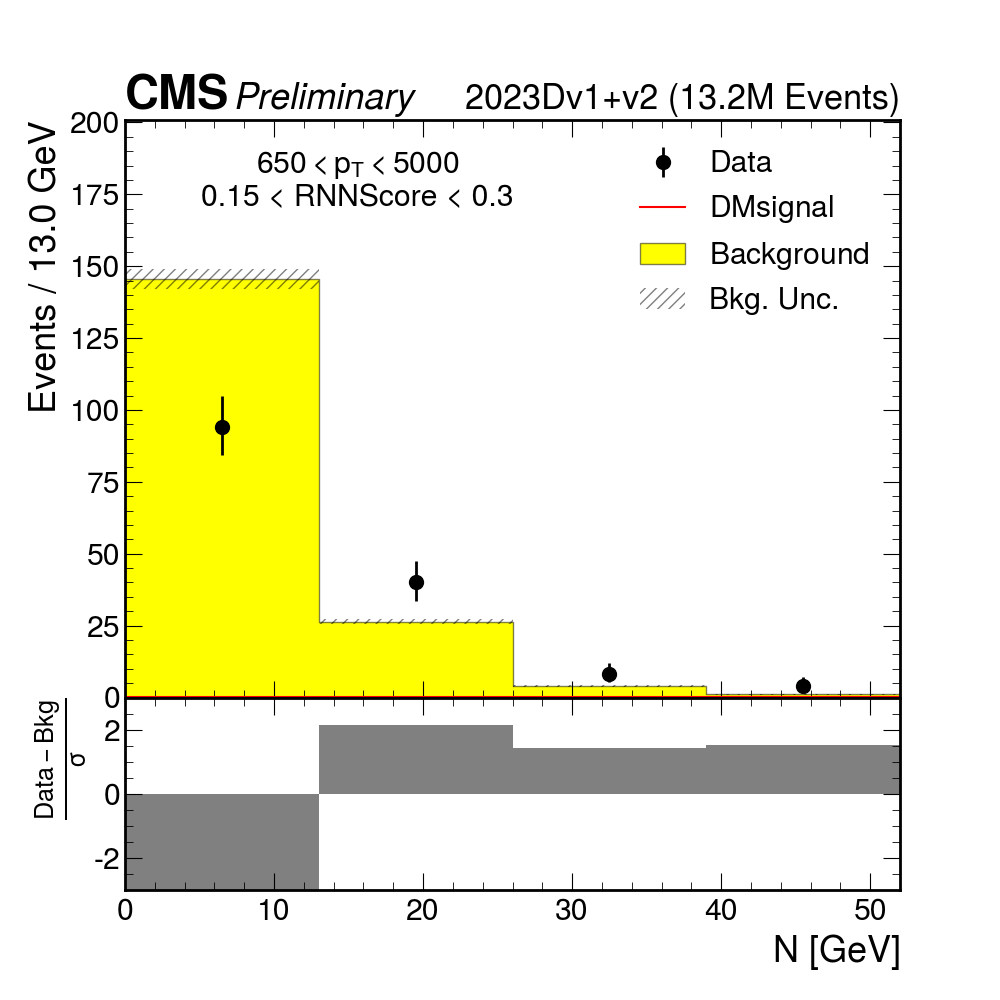 CMS Preliminary 2023Dv1+v2 (13.2M Events)
Events / 13.0 GeV
200
175
150
125
100
75
50
25
0
650 < pT < 5000
0.15 < RNNScore < 0.3
Data
DMsignal
Background
Bkg. Unc.
Data − Bkg
σ
2
0
-2
0 10 20 30 40 50
N [GeV]